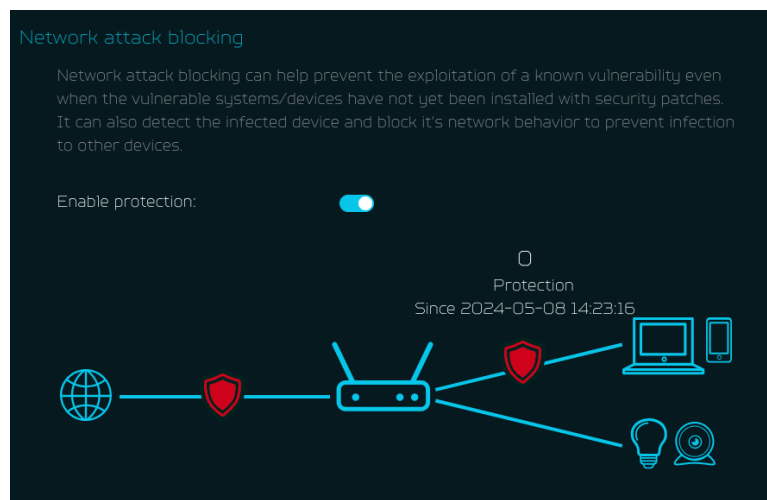 Network attack blocking
Network attack blocking can help prevent the exploitation of a known vulnerability even
when the vulnerable systems/devices have not yet been installed with security patches.
It can also detect the infected device and block it's network behavior to prevent infection
to other devices.
Enable protection:
0
Protection
Since 2024-05-08 14:23:16